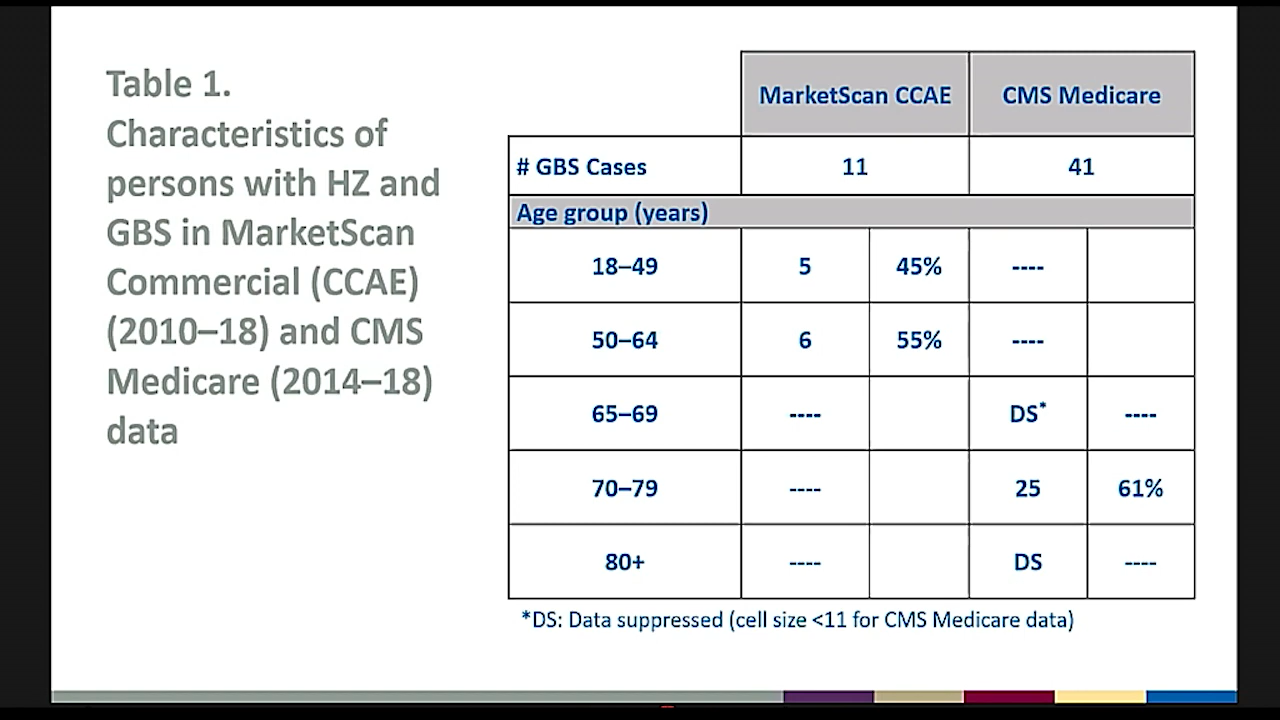 Table 1.
Characteristics of
persons with HZ and
GBS in MarketScan
Commercial (CCAE)
(2010–18) and CMS
Medicare (2014–18)
data
MarketScan CCAE CMS Medicare
# GBS Cases 11 41
Age group (years)
18–49 5 45% ----
50–64 6 55% ----
65–69 ---- DS* ----
70–79 ---- 25 61%
80+ ---- DS ----
*DS: Data suppressed (cell size <11 for CMS Medicare data)